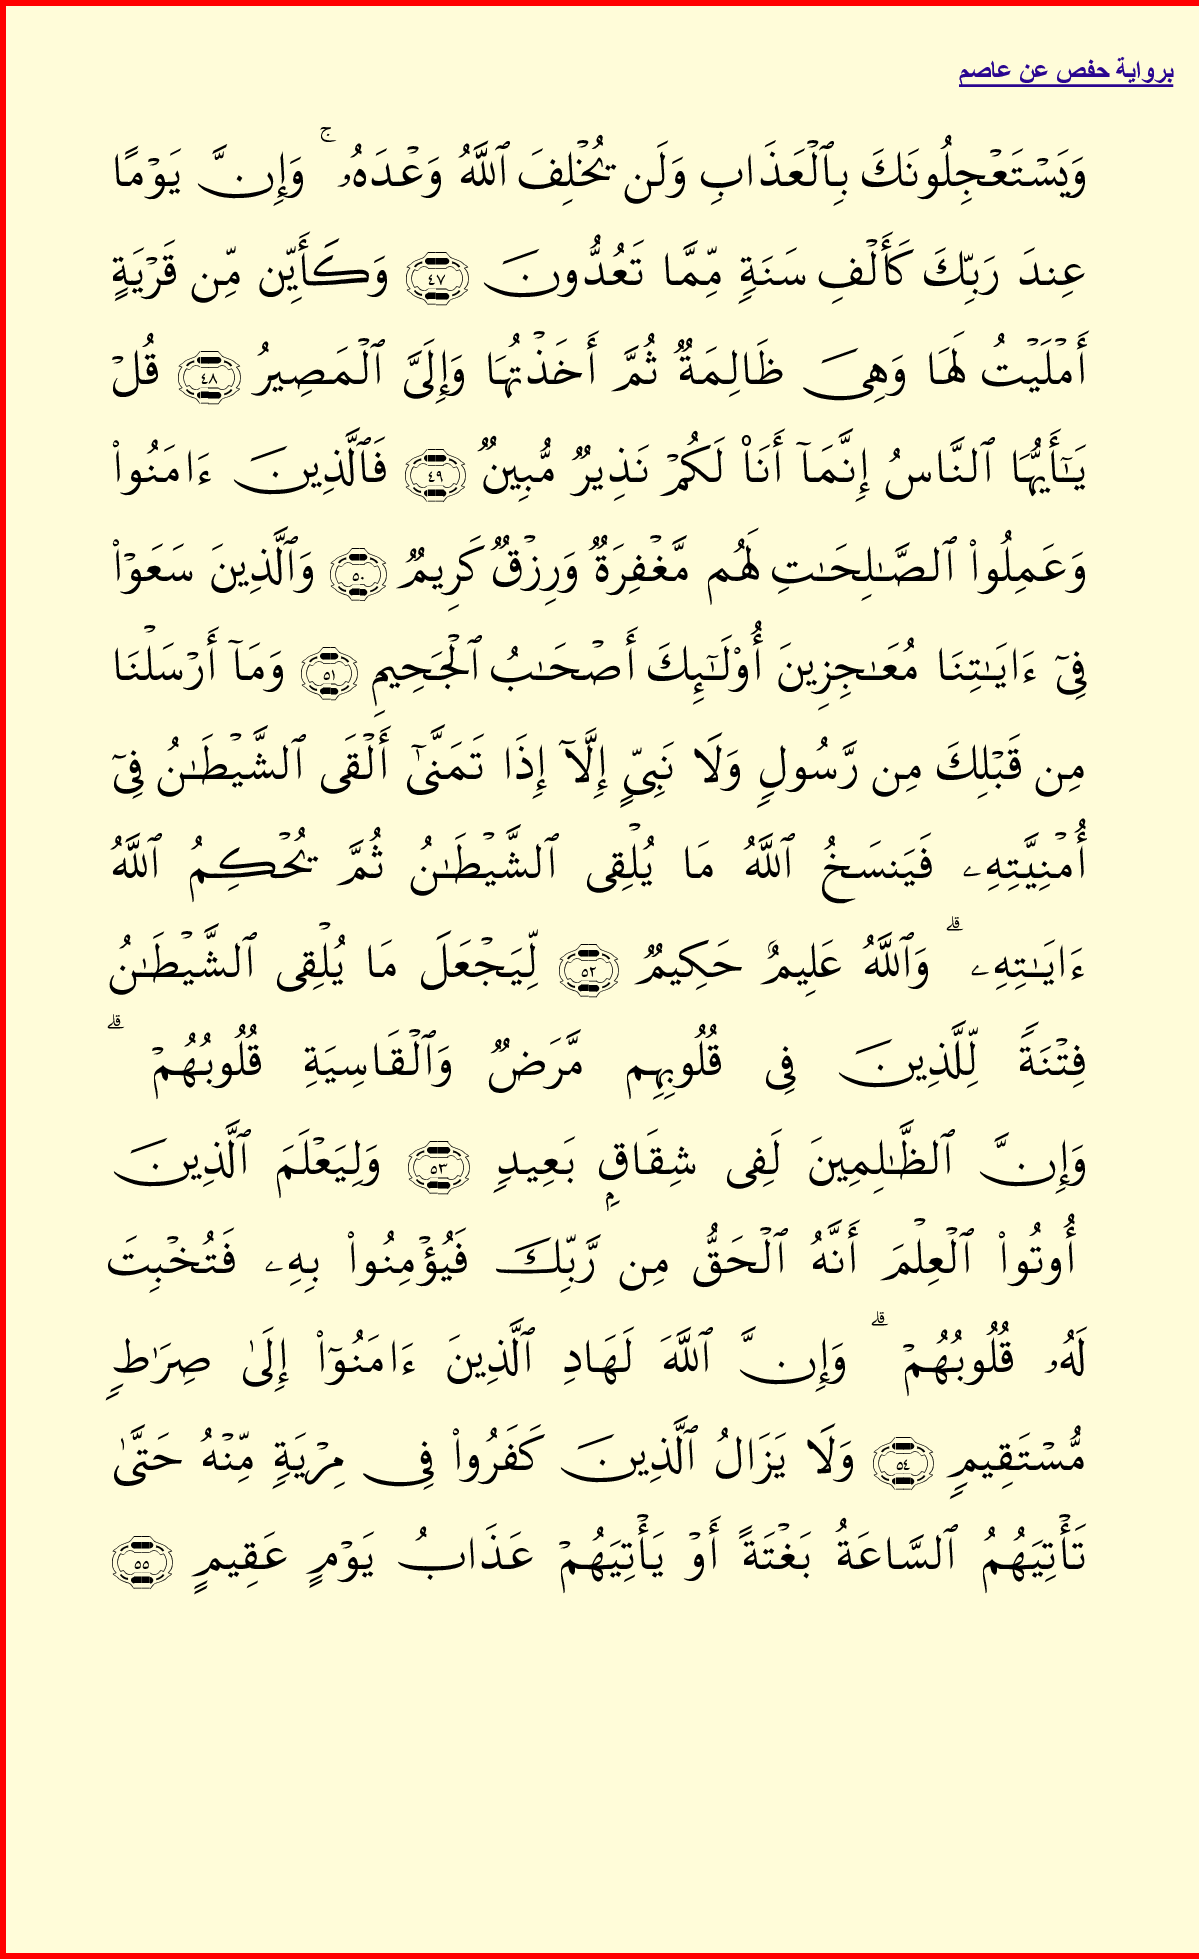 برواية حفص عن عاصم
وَيَسۡتَعۡجِلُونَكَ بِٱلۡعَذَابِ وَلَن يُخۡلِفَ ٱللَّهُ وَعۡدَهُۥۚ وَإِنَّ يَوۡمًا
عِندَ رَبِّكَ كَأَلۡفِ سَنَةٖ مِّمَّا تَعُدُّونَ ٤٧ وَكَأَيِّن مِّن قَرۡيَةٍ
أَمۡلَيۡتُ لَهَا وَهِيَ ظَالِمَةٞ ثُمَّ أَخَذۡتُهَا وَإِلَيَّ ٱلۡمَصِيرُ ٤٨ قُلۡ
يَٰٓأَيُّهَا ٱلنَّاسُ إِنَّمَآ أَنَا۠ لَكُمۡ نَذِيرٞ مُّبِينٞ ٤٩ فَٱلَّذِينَ ءَامَنُواْ
وَعَمِلُواْ ٱلصَّٰلِحَٰتِ لَهُم مَّغۡفِرَةٞ وَرِزۡقٞ كَرِيمٞ ٥٠ وَٱلَّذِينَ سَعَوۡاْ
فِيٓ ءَايَٰتِنَا مُعَٰجِزِينَ أُوْلَٰٓئِكَ أَصۡحَٰبُ ٱلۡجَحِيمِ ٥١ وَمَآ أَرۡسَلۡنَا
مِن قَبۡلِكَ مِن رَّسُولٖ وَلَا نَبِيٍّ إِلَّآ إِذَا تَمَنَّىٰٓ أَلۡقَى ٱلشَّيۡطَٰنُ فِيٓ
أُمۡنِيَّتِهِۦ فَيَنسَخُ ٱللَّهُ مَا يُلۡقِي ٱلشَّيۡطَٰنُ ثُمَّ يُحۡكِمُ ٱللَّهُ
ءَايَٰتِهِۦۗ وَٱللَّهُ عَلِيمٌ حَكِيمٞ ٥٢ لِّيَجۡعَلَ مَا يُلۡقِي ٱلشَّيۡطَٰنُ
فِتۡنَةٗ لِّلَّذِينَ فِي قُلُوبِهِم مَّرَضٞ وَٱلۡقَاسِيَةِ قُلُوبُهُمۡۗ
وَإِنَّ ٱلظَّٰلِمِينَ لَفِي شِقَاقِۭ بَعِيدٖ ٥٣ وَلِيَعۡلَمَ ٱلَّذِينَ
أُوتُواْ ٱلۡعِلۡمَ أَنَّهُ ٱلۡحَقُّ مِن رَّبِّكَ فَيُؤۡمِنُواْ بِهِۦ فَتُخۡبِتَ
لَهُۥ قُلُوبُهُمۡۗ وَإِنَّ ٱللَّهَ لَهَادِ ٱلَّذِينَ ءَامَنُوٓاْ إِلَىٰ صِرَٰطٖ
مُّسۡتَقِيمٖ ٥٤ وَلَا يَزَالُ ٱلَّذِينَ كَفَرُواْ فِي مِرۡيَةٖ مِّنۡهُ حَتَّىٰ
تَأۡتِيَهُمُ ٱلسَّاعَةُ بَغۡتَةً أَوۡ يَأۡتِيَهُمۡ عَذَابُ يَوۡمٍ عَقِيمٍ ٥٥